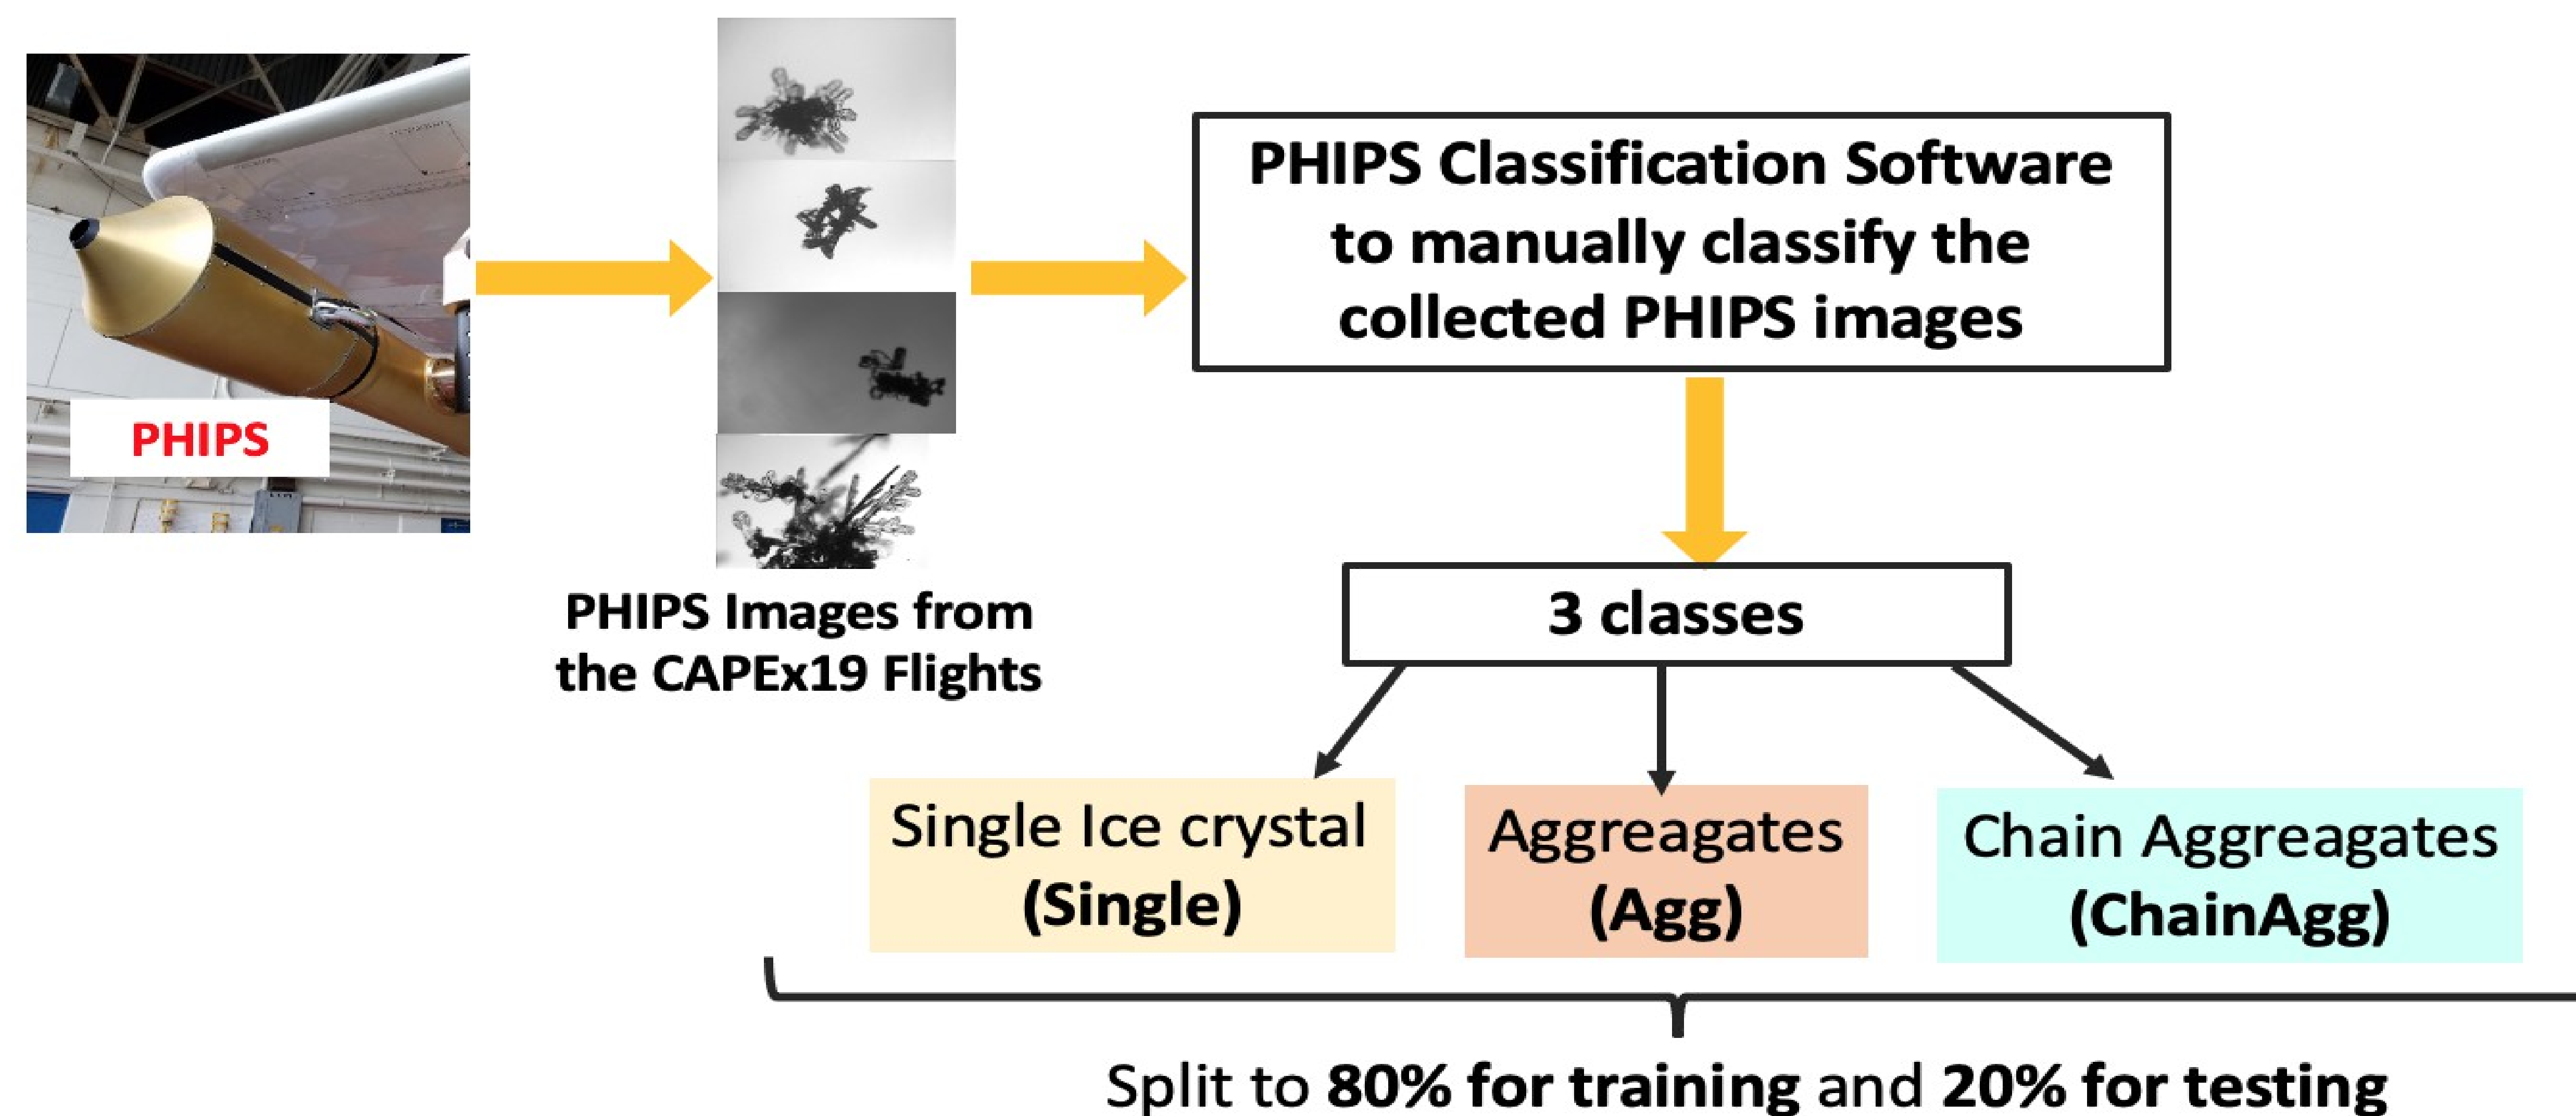 PHIPS
PHIPS Images from
the CAPEx19 Flights
PHIPS Classification Software
to manually classify the
collected PHIPS images
3 classes
Single Ice crystal
(Single)
Aggreagates
(Agg)
Chain Aggreagates
(ChainAgg)
Split to 80% for training and 20% for testing